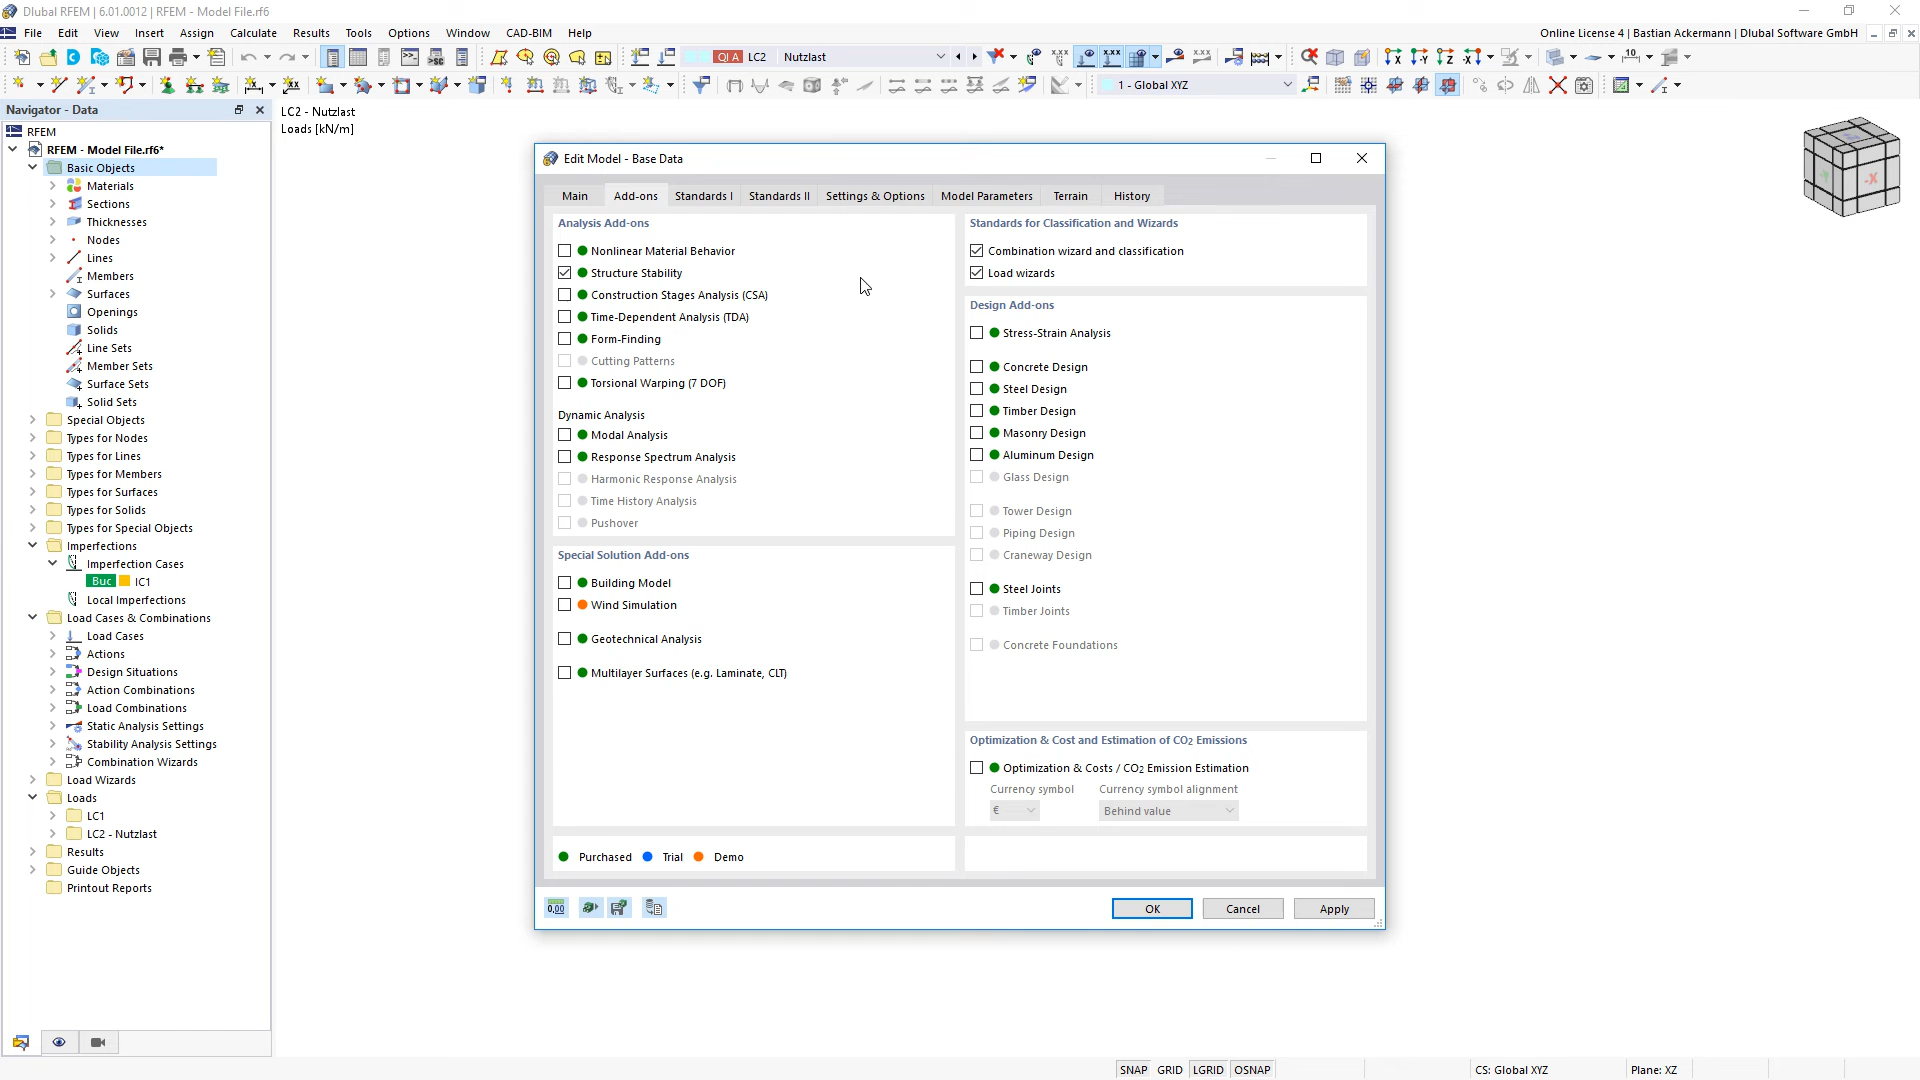 Dlubal RFEM | 6.01.0012 | RFEM - Model File.rf6
File Edit View Insert Assign Calculate Results Tools Options Window CAD-BIM Help
Online License 4 | Bastian Ackermann | Dlubal Software GmbH
QI A LC2 Nutzlast
1 - Global XYZ
Navigator - Data
RFEM
RFEM - Model File.rf6*
Basic Objects
Materials
Sections
Thicknesses
Nodes
Lines
Members
Surfaces
Openings
Solids
Line Sets
Member Sets
Surface Sets
Solid Sets
Special Objects
Types for Nodes
Types for Lines
Types for Members
Types for Surfaces
Types for Solids
Types for Special Objects
Imperfections
Imperfection Cases
Buc IC1
Local Imperfections
Load Cases & Combinations
Load Cases
Actions
Design Situations
Action Combinations
Load Combinations
Static Analysis Settings
Stability Analysis Settings
Combination Wizards
Load Wizards
Loads
LC1
LC2 - Nutzlast
Results
Guide Objects
Printout Reports
LC2 - Nutzlast
Loads [kN/m]
-Y
-X
Edit Model - Base Data
Main Add-ons Standards I Standards II Settings & Options Model Parameters Terrain History
Analysis Add-ons
Nonlinear Material Behavior
Structure Stability
Construction Stages Analysis (CSA)
Time-Dependent Analysis (TDA)
Form-Finding
Cutting Patterns
Torsional Warping (7 DOF)
Dynamic Analysis
Modal Analysis
Response Spectrum Analysis
Harmonic Response Analysis
Time History Analysis
Pushover
Special Solution Add-ons
Building Model
Wind Simulation
Geotechnical Analysis
Multilayer Surfaces (e.g. Laminate, CLT)
Purchased Trial Demo
Standards for Classification and Wizards
Combination wizard and classification
Load wizards
Design Add-ons
Stress-Strain Analysis
Concrete Design
Steel Design
Timber Design
Masonry Design
Aluminum Design
Glass Design
Tower Design
Piping Design
Craneway Design
Steel Joints
Timber Joints
Concrete Foundations
Optimization & Cost and Estimation of CO2 Emissions
Optimization & Costs / CO2 Emission Estimation
Currency symbol Currency symbol alignment
€ Behind value
0,00
OK Cancel Apply
SNAP GRID LGRID OSNAP CS: Global XYZ Plane: XZ